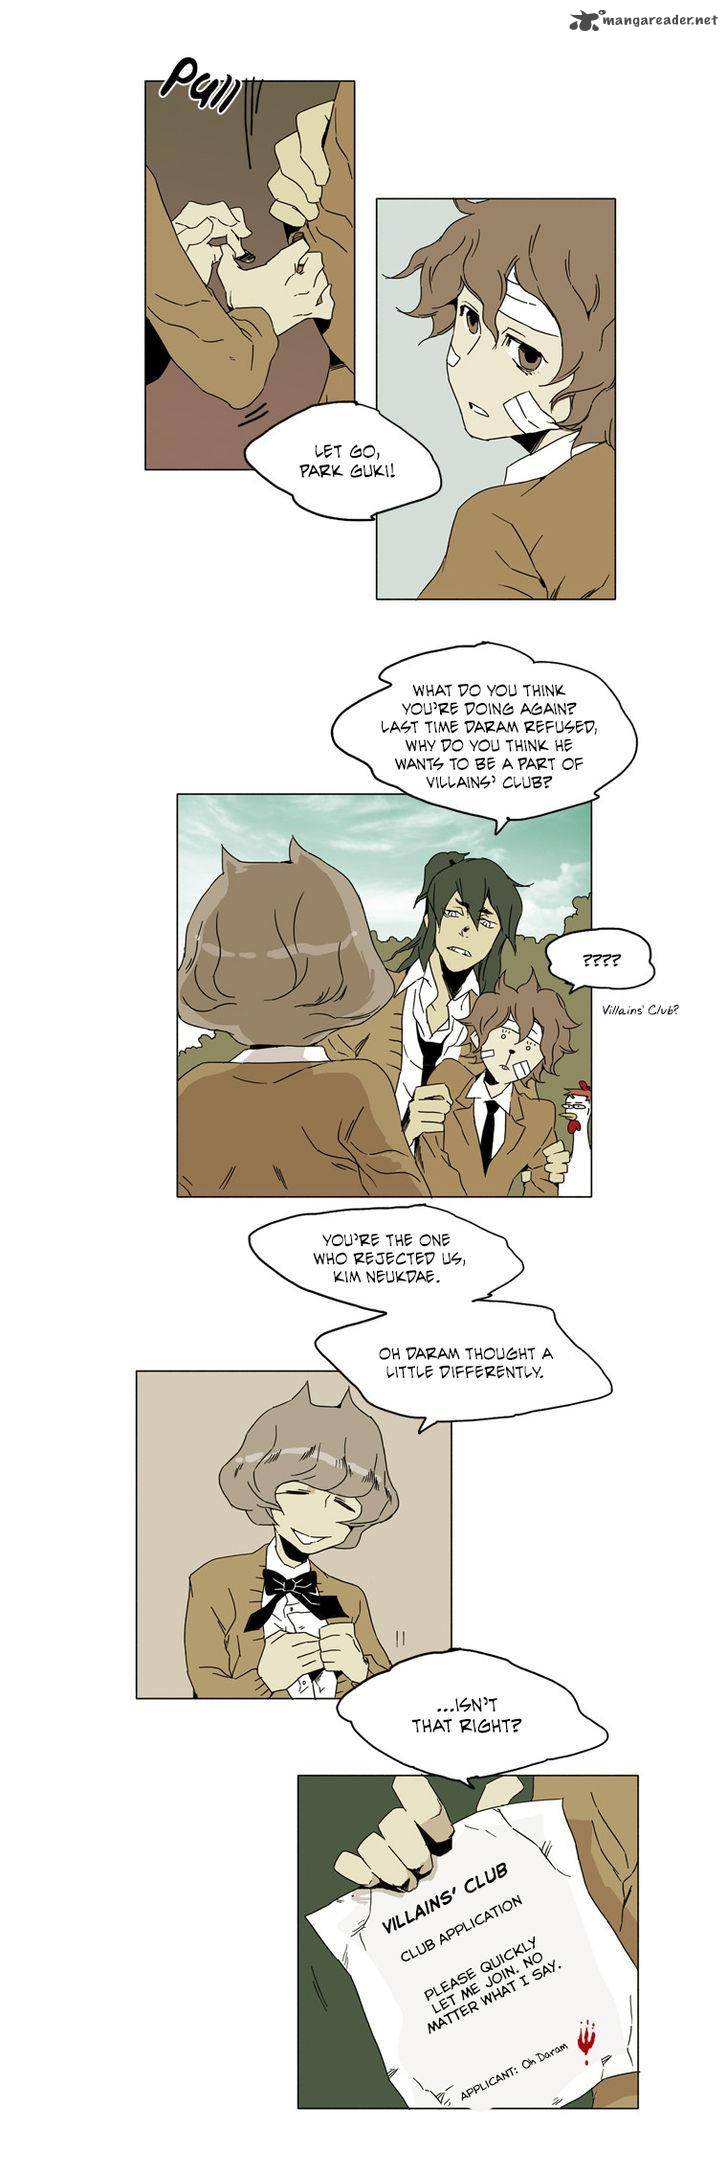 mangareader.net
Pull
LET GO,
PARK GUKI!
WHAT DO YOU THINK
YOU'RE DOING AGAIN?
LAST TIME DARAM REFUSED,
WHY DO YOU THINK HE
WANTS TO BE A PART OF
VILLAINS' CLUB?
????
Villains' Club?
YOU'RE THE ONE
WHO REJECTED US,
KIM NEUKDAE.
OH DARAM THOUGHT A
LITTLE DIFFERENTLY.
...ISN'T
THAT RIGHT?
VILLAINS' CLUB
CLUB APPLICATION
PLEASE QUICKLY
LET ME JOIN. NO
MATTER WHAT I SAY.
APPLICANT: Oh Daram